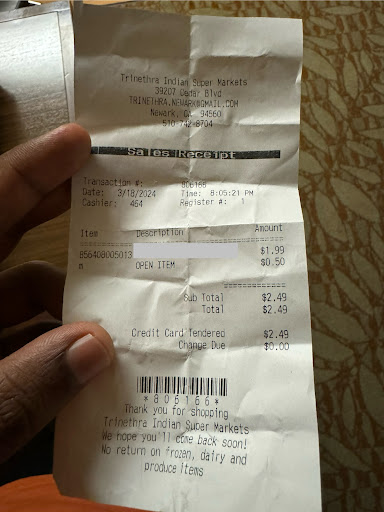 Trinethra Indian Super Markets
39207 Cedar Blvd
TRINETHRA.NEWARK@GMAIL.COM
Newark, CA 94560
510 742-8704
Sales Receipt
Transaction #: 806166
Date: 3/18/2024 Time: 8:05:21 PM
Cashier: 464 Register #: 1
Item Description Amount
856408005013 $1.99
m OPEN ITEM $0.50
Sub Total $2.49
Total $2.49
Credit Card Tendered $2.49
Change Due $0.00
*806166*
Thank you for shopping
Trinethra Indian Super Markets
We hope you'll come back soon!
No return on frozen, dairy and
produce items